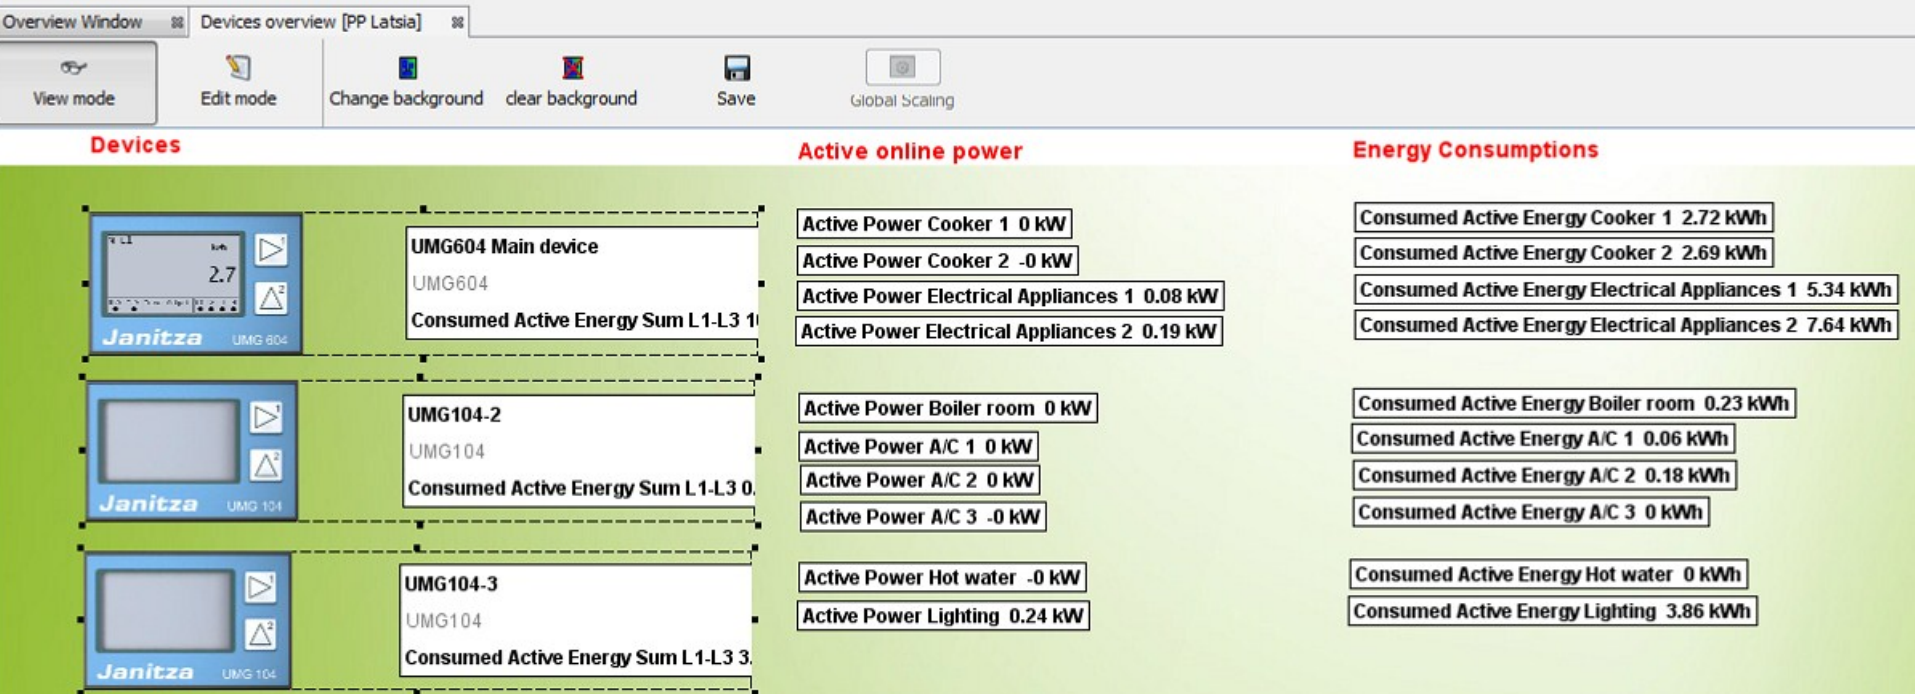 Overview Window
Devices overview [PP Latsia]
View mode
Edit mode
Change background
clear background
Save
Global Scaling
Devices
Active online power
Energy Consumptions
L1
kWh
2.7
Janitza UMG 604
UMG604 Main device
UMG604
Consumed Active Energy Sum L1-L3
Active Power Cooker 1 0 kW
Active Power Cooker 2 -0 kW
Active Power Electrical Appliances 1 0.08 kW
Active Power Electrical Appliances 2 0.19 kW
Consumed Active Energy Cooker 1 2.72 kWh
Consumed Active Energy Cooker 2 2.69 kWh
Consumed Active Energy Electrical Appliances 1 5.34 kWh
Consumed Active Energy Electrical Appliances 2 7.64 kWh
Janitza UMG 104
UMG104-2
UMG104
Consumed Active Energy Sum L1-L3 0.
Active Power Boiler room 0 kW
Active Power A/C 1 0 kW
Active Power A/C 2 0 kW
Active Power A/C 3 -0 kW
Consumed Active Energy Boiler room 0.23 kWh
Consumed Active Energy A/C 1 0.06 kWh
Consumed Active Energy A/C 2 0.18 kWh
Consumed Active Energy A/C 3 0 kWh
Janitza UMG 104
UMG104-3
UMG104
Consumed Active Energy Sum L1-L3 3.
Active Power Hot water -0 kW
Active Power Lighting 0.24 kW
Consumed Active Energy Hot water 0 kWh
Consumed Active Energy Lighting 3.86 kWh